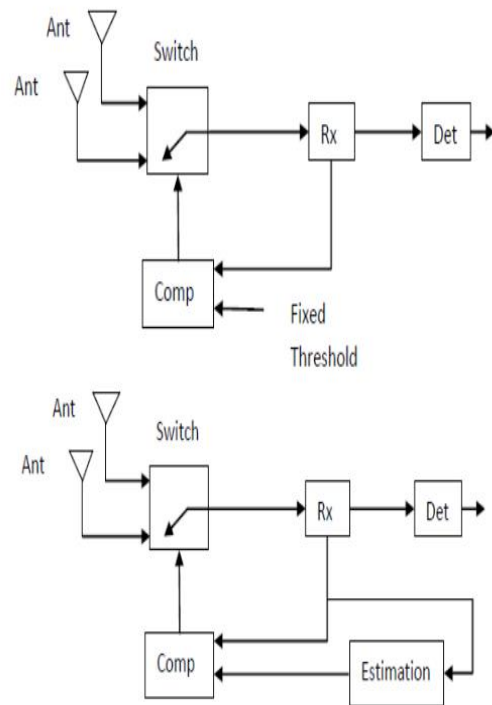 Ant
Switch
Ant
Rx
Det
Comp
Fixed
Threshold
Ant
Switch
Ant
Rx
Det
Comp
Estimation